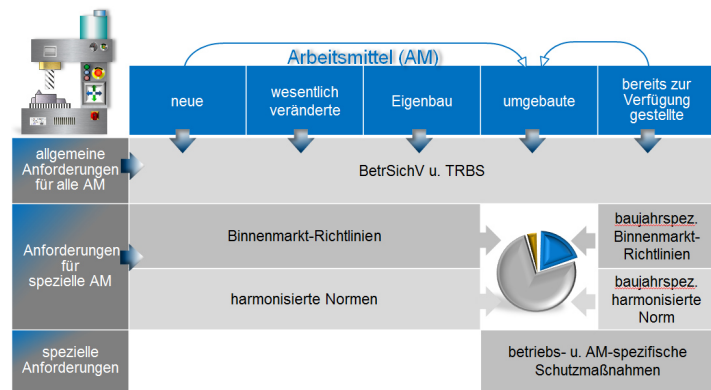 Arbeitsmittel (AM)
neue
wesentlich
veränderte
Eigenbau
umgebaute
bereits zur
Verfügung
gestellte
allgemeine
Anforderungen
für alle AM
BetrSichV u. TRBS
Anforderungen
für
spezielle AM
Binnenmarkt-Richtlinien
baujahrspez.
Binnenmarkt-
Richtlinien
harmonisierte Normen
baujahrspez.
harmonisierte
Norm
spezielle
Anforderungen
betriebs- u. AM-spezifische
Schutzmaßnahmen